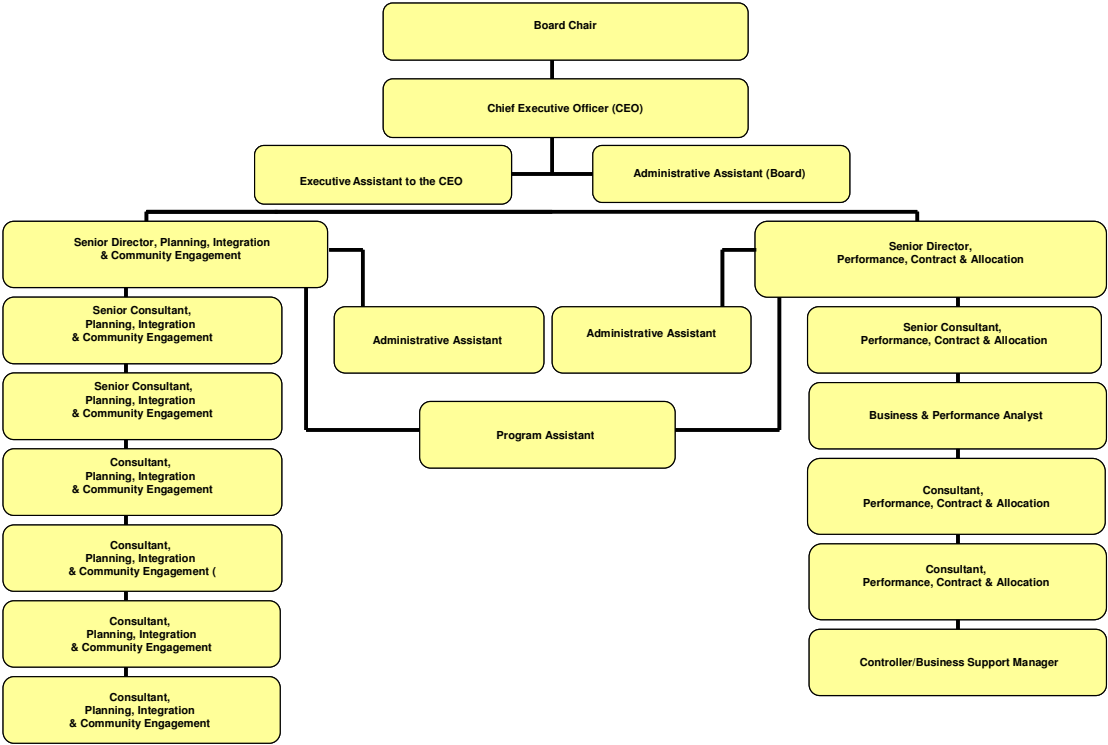 Board Chair
Chief Executive Officer (CEO)
Executive Assistant to the CEO
Administrative Assistant (Board)
Senior Director, Planning, Integration
& Community Engagement
Senior Director,
Performance, Contract & Allocation
Administrative Assistant
Administrative Assistant
Program Assistant
Senior Consultant,
Planning, Integration
& Community Engagement
Senior Consultant,
Planning, Integration
& Community Engagement
Consultant,
Planning, Integration
& Community Engagement
Consultant,
Planning, Integration
& Community Engagement (
Consultant,
Planning, Integration
& Community Engagement
Consultant,
Planning, Integration
& Community Engagement
Senior Consultant,
Performance, Contract & Allocation
Business & Performance Analyst
Consultant,
Performance, Contract & Allocation
Consultant,
Performance, Contract & Allocation
Controller/Business Support Manager